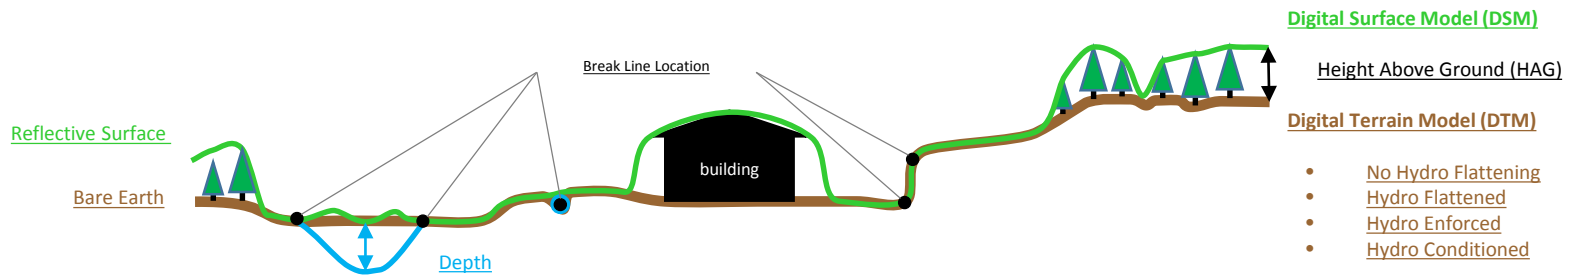 Digital Surface Model (DSM)
Break Line Location
Height Above Ground (HAG)
Reflective Surface
Digital Terrain Model (DTM)
building
Bare Earth
• No Hydro Flattening
• Hydro Flattened
• Hydro Enforced
• Hydro Conditioned
Depth